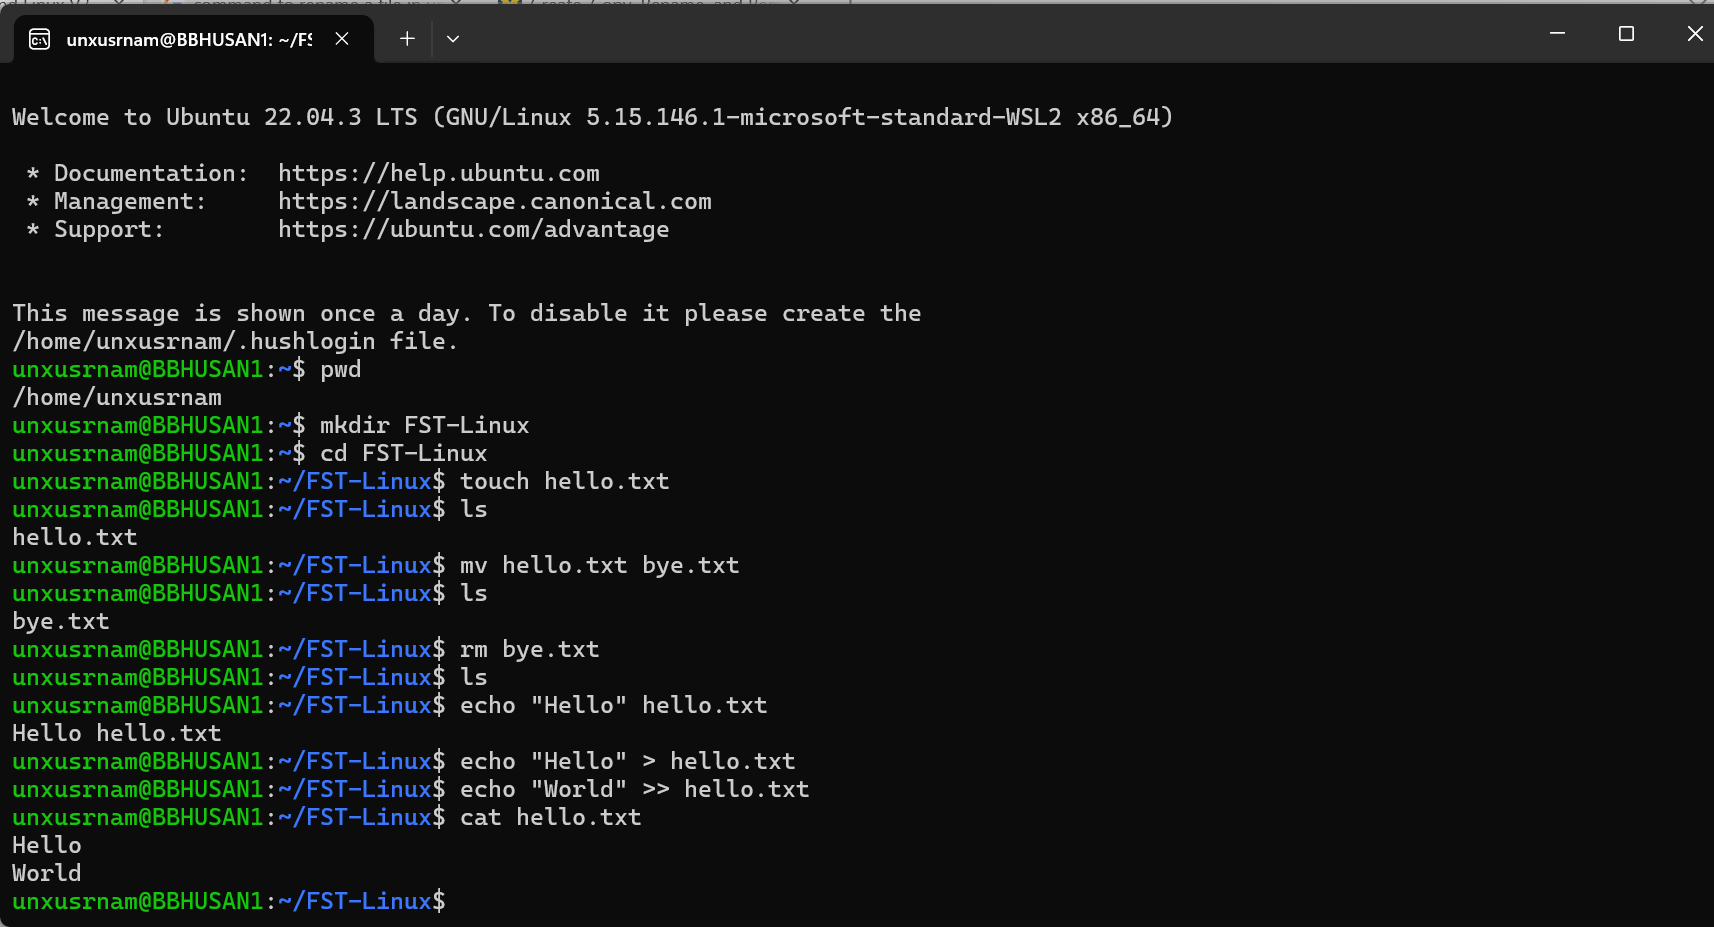 command to rename a file in u
unxusrnam@BBHUSAN1: ~/FS
Welcome to Ubuntu 22.04.3 LTS (GNU/Linux 5.15.146.1-microsoft-standard-WSL2 x86_64)
* Documentation:  https://help.ubuntu.com
* Management:     https://landscape.canonical.com
* Support:        https://ubuntu.com/advantage
This message is shown once a day. To disable it please create the
/home/unxusrnam/.hushlogin file.
unxusrnam@BBHUSAN1:~$ pwd
/home/unxusrnam
unxusrnam@BBHUSAN1:~$ mkdir FST-Linux
unxusrnam@BBHUSAN1:~$ cd FST-Linux
unxusrnam@BBHUSAN1:~/FST-Linux$ touch hello.txt
unxusrnam@BBHUSAN1:~/FST-Linux$ ls
hello.txt
unxusrnam@BBHUSAN1:~/FST-Linux$ mv hello.txt bye.txt
unxusrnam@BBHUSAN1:~/FST-Linux$ ls
bye.txt
unxusrnam@BBHUSAN1:~/FST-Linux$ rm bye.txt
unxusrnam@BBHUSAN1:~/FST-Linux$ ls
unxusrnam@BBHUSAN1:~/FST-Linux$ echo "Hello" hello.txt
Hello hello.txt
unxusrnam@BBHUSAN1:~/FST-Linux$ echo "Hello" > hello.txt
unxusrnam@BBHUSAN1:~/FST-Linux$ echo "World" >> hello.txt
unxusrnam@BBHUSAN1:~/FST-Linux$ cat hello.txt
Hello
World
unxusrnam@BBHUSAN1:~/FST-Linux$